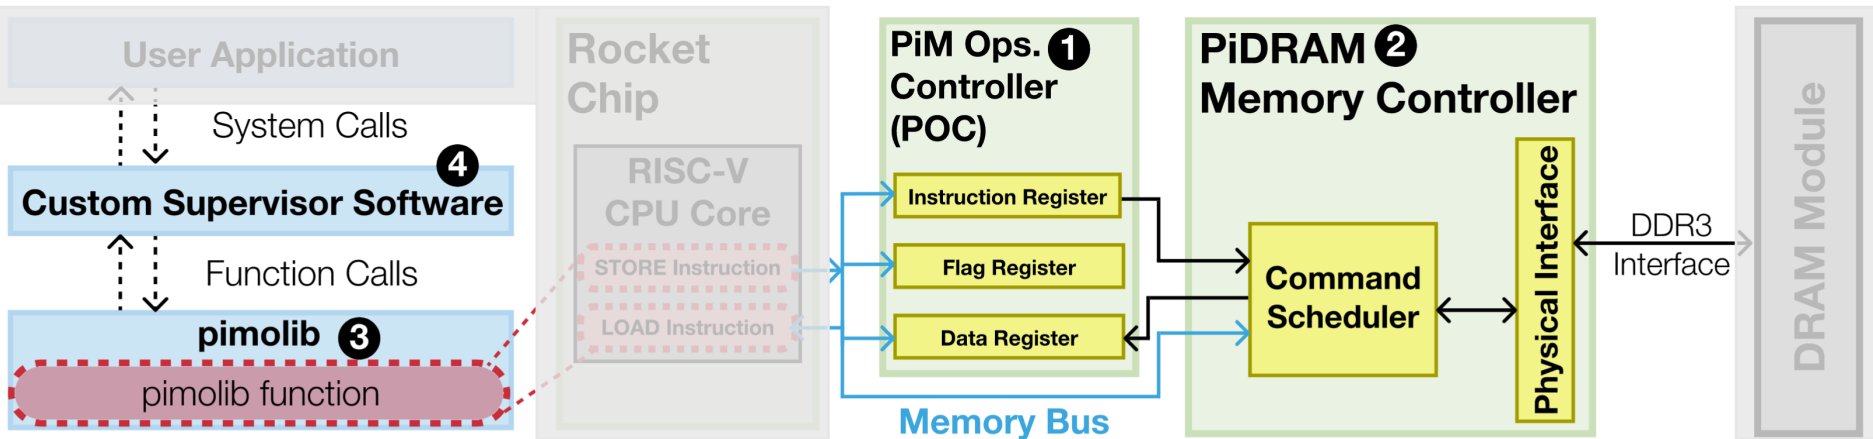 User Application
System Calls
4
Custom Supervisor Software
Function Calls
pimolib 3
pimolib function
Rocket
Chip
RISC-V
CPU Core
STORE Instruction
LOAD Instruction
PiM Ops. 1
Controller
(POC)
Instruction Register
Flag Register
Data Register
Memory Bus
PiDRAM 2
Memory Controller
Command
Scheduler
Physical Interface
DDR3
Interface
DRAM Module